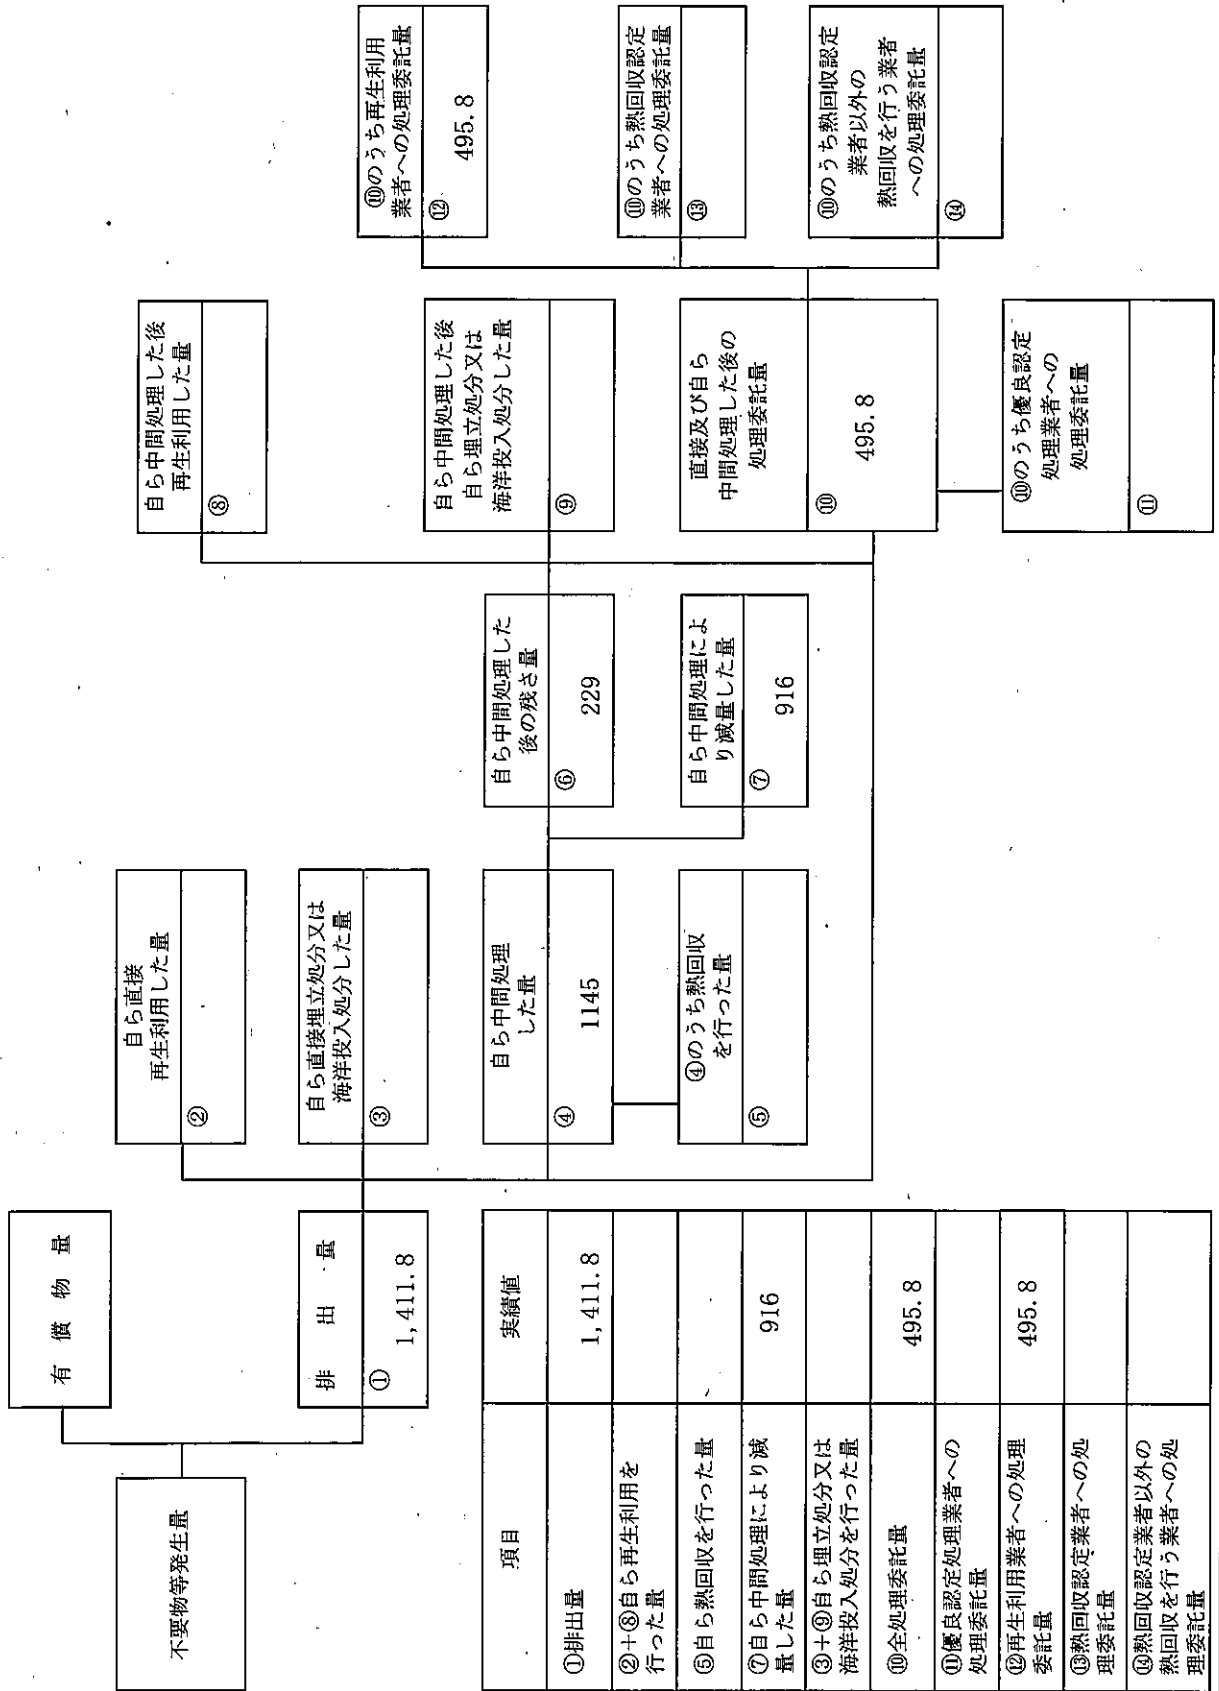 不要物等発生量
有償物量
排出量
①
1,411.8
自ら直接
再生利用した量
②
自ら直接埋立処分又は
海洋投入処分した量
③
自ら中間処理
した量
④
1145
④のうち熱回収
を行った量
⑤
自ら中間処理した
後の残さ量
⑥
229
自ら中間処理によ
り減量した量
⑦
916
自ら中間処理した後
再生利用した量
⑧
自ら中間処理した後
自ら埋立処分又は
海洋投入処分した量
⑨
直接及び自ら
中間処理した後の
処理委託量
⑩
495.8
⑩のうち優良認定
処理業者への
処理委託量
⑪
⑩のうち再生利用
業者への処理委託量
⑫
495.8
⑩のうち熱回収認定
業者への処理委託量
⑬
⑩のうち熱回収認定
業者以外の
熱回収を行う業者
への処理委託量
⑭
項目 実績値
①排出量 1,411.8
②+⑧自ら再生利用を
行った量
⑤自ら熱回収を行った量
⑦自ら中間処理により減
量した量 916
③+⑨自ら埋立処分又は
海洋投入処分を行った量
⑩全処理委託量 495.8
⑪優良認定処理業者への
処理委託量
⑫再生利用業者への処理
委託量 495.8
⑬熱回収認定業者への処
理委託量
⑭熱回収認定業者以外の
熱回収を行う業者への処
理委託量